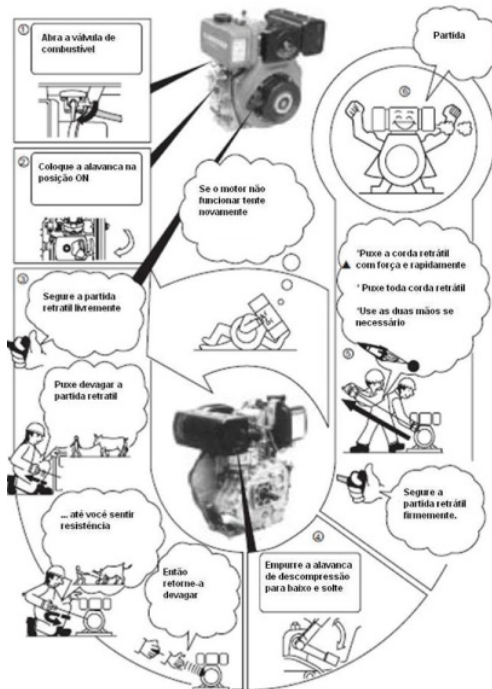 ①
Abra a válvula de
combustível
②
Coloque a alavanca na
posição ON
③
Segure a partida
retratil livremente
Puxe devagar a
partida retratil
... até você sentir
resistência
Então
retorne-a
devagar
④
Empurre a alavanca
de descompressão
para baixo e solte
Segure a
partida retrátil
firmemente.
⑤
*Puxe a corda retrátil
com força e rapidamente
* Puxe toda corda retrátil
*Use as duas mãos se
necessário
⑥
Partida
Se o motor não
funcionar tente
novamente